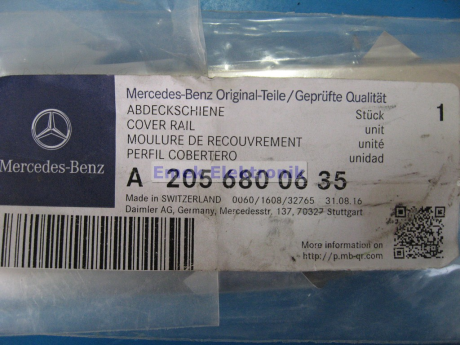 Mercedes-Benz Original-Teile/Geprüfte Qualität
ABDECKSCHIENE Stück 1
COVER RAIL unit
MOULURE DE RECOUVREMENT unité
PERFIL COBERTERO unidad
Mercedes-Benz
Emek Elektronik
A 205 680 06 35
Made in SWITZERLAND 0060/1608/32765 31.08.16
Daimler AG, Germany, Mercedesstr. 137, 70327 Stuttgart
More information on
http://p.mb-qr.com